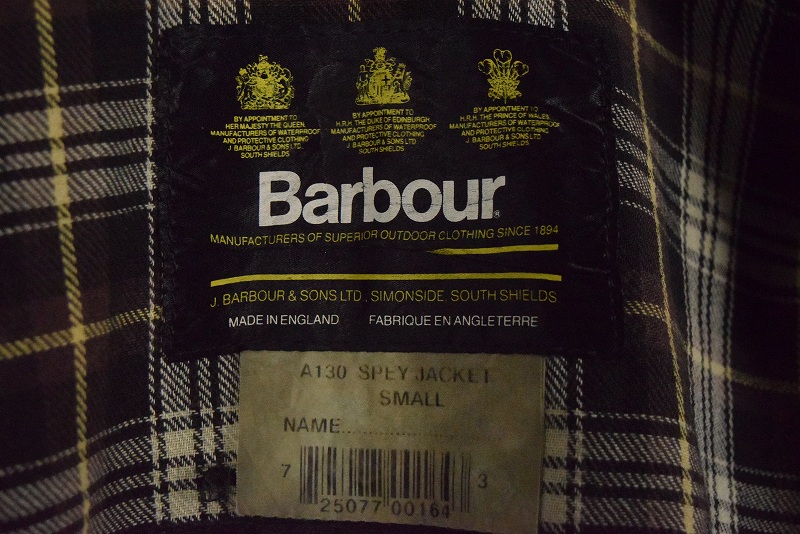 BY APPOINTMENT TO
HER MAJESTY THE QUEEN,
MANUFACTURERS OF WATERPROOF
AND PROTECTIVE CLOTHING
J. BARBOUR & SONS LTD
SOUTH SHIELDS
BY APPOINTMENT TO
H.R.H. THE DUKE OF EDINBURGH
MANUFACTURERS OF WATERPROOF
AND PROTECTIVE CLOTHING
J. BARBOUR & SONS LTD
SOUTH SHIELDS
BY APPOINTMENT TO
H.R.H. THE PRINCE OF WALES,
MANUFACTURERS OF WATERPROOF
AND PROTECTIVE CLOTHING
J. BARBOUR & SONS LTD
SOUTH SHIELDS
Barbour®
MANUFACTURERS OF SUPERIOR OUTDOOR CLOTHING SINCE 1894
J. BARBOUR & SONS LTD., SIMONSIDE, SOUTH SHIELDS
MADE IN ENGLAND FABRIQUE EN ANGLETERRE
A130 SPEY JACKET
SMALL
NAME....................
7 25077 00164 3